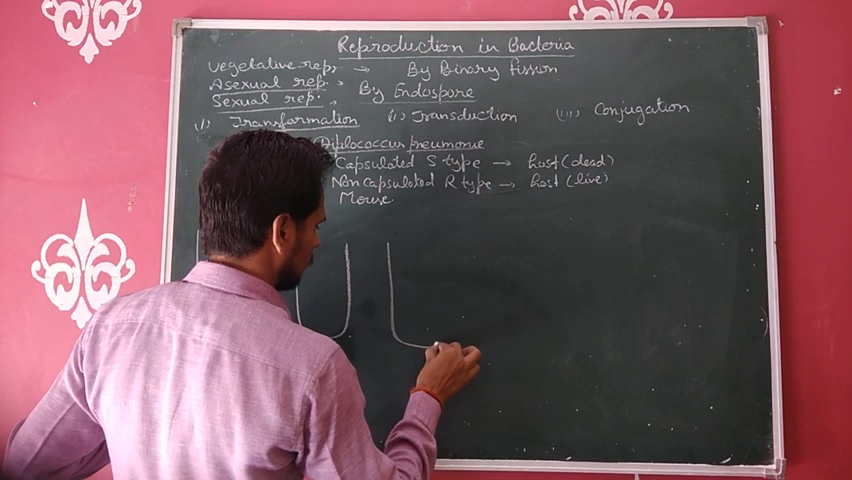 Reproduction in Bacteria
Vegetative rep. → By Binary fission
Asexual rep. → By Endospore
Sexual rep. →
(i) Transformation (ii) Transduction (iii) Conjugation
Diplococcus pneumoniae
Capsulated S type → host (dead)
Non capsulated R type → host (live)
Mouse